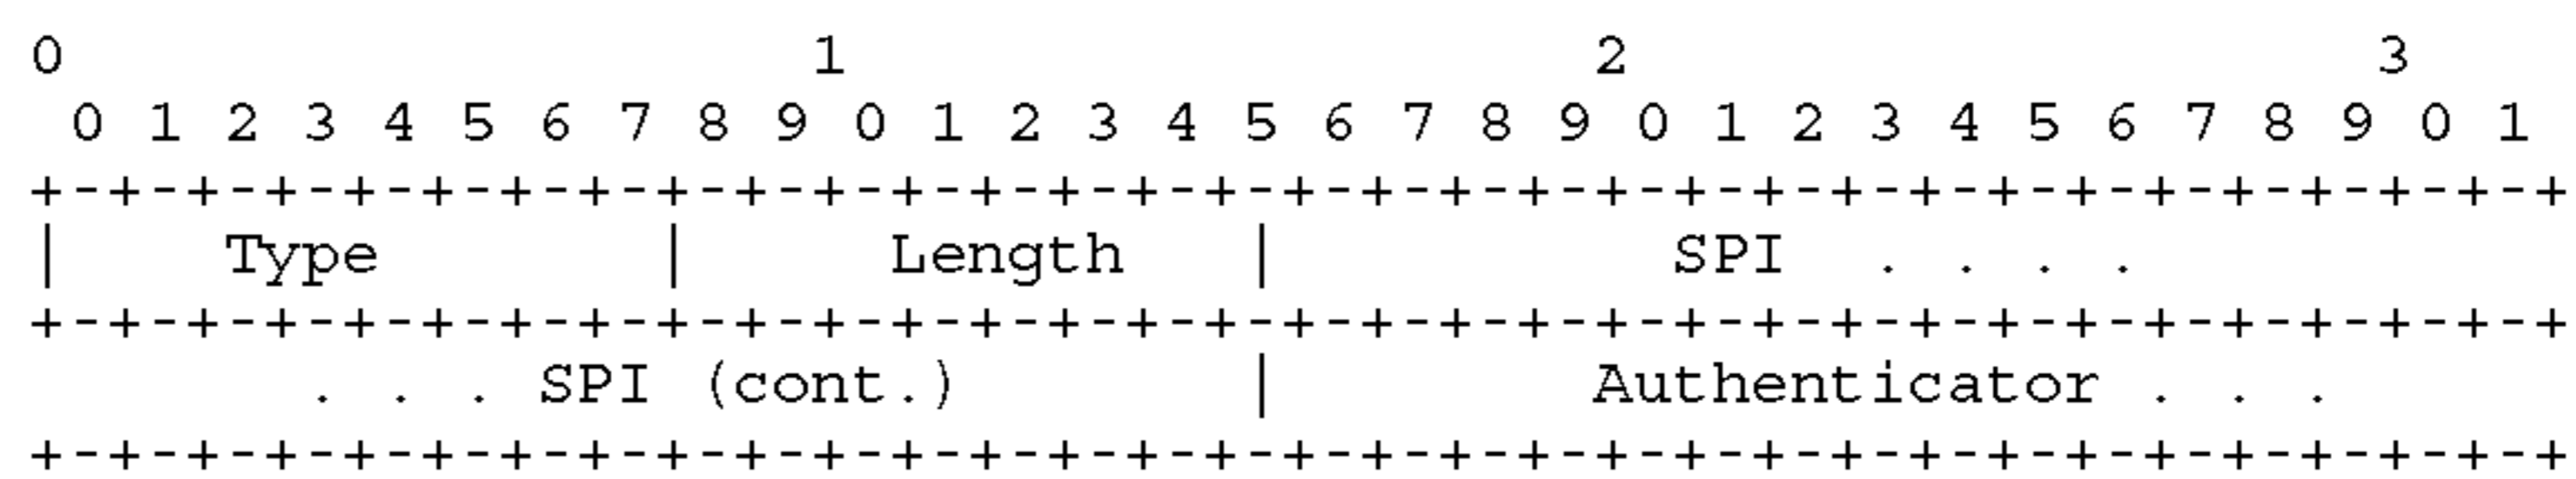 0                   1                   2                   3
 0 1 2 3 4 5 6 7 8 9 0 1 2 3 4 5 6 7 8 9 0 1 2 3 4 5 6 7 8 9 0 1
+-+-+-+-+-+-+-+-+-+-+-+-+-+-+-+-+-+-+-+-+-+-+-+-+-+-+-+-+-+-+-+-+
|    Type       |     Length   |          SPI  . . . .
+-+-+-+-+-+-+-+-+-+-+-+-+-+-+-+-+-+-+-+-+-+-+-+-+-+-+-+-+-+-+-+-+
       . . . SPI (cont.)       |        Authenticator . . .
+-+-+-+-+-+-+-+-+-+-+-+-+-+-+-+-+-+-+-+-+-+-+-+-+-+-+-+-+-+-+-+-+